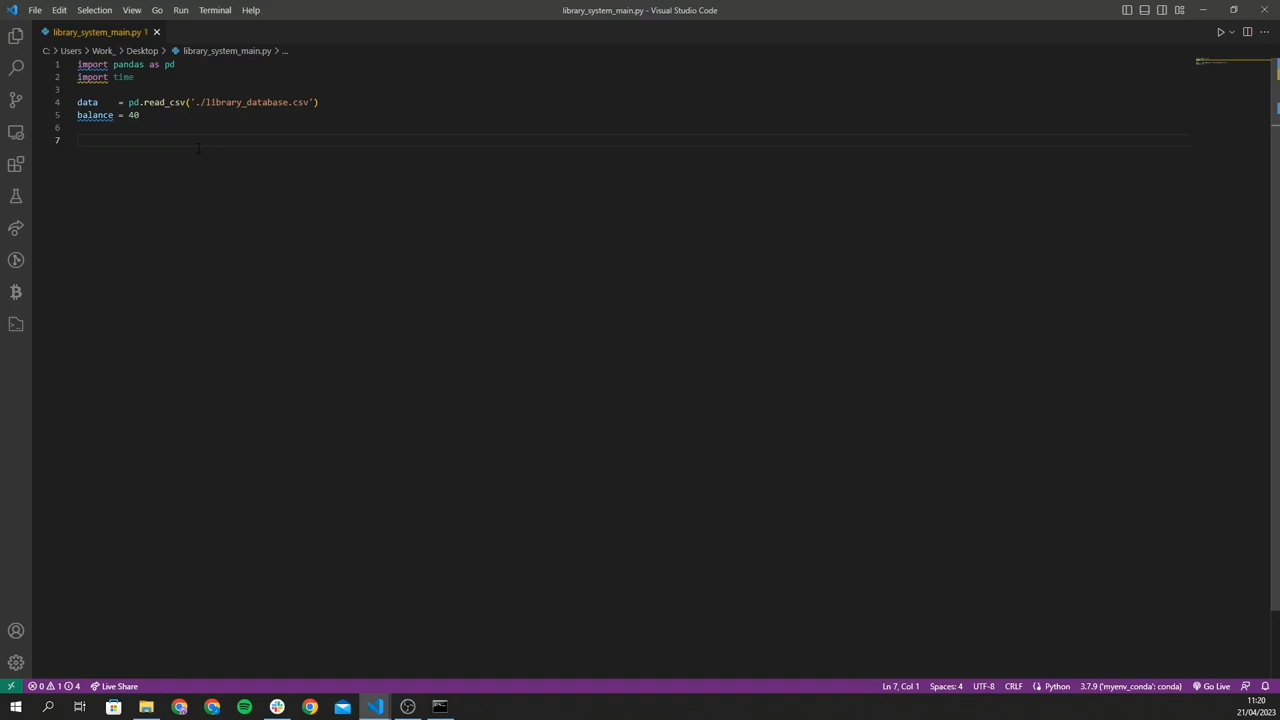 File Edit Selection View Go Run Terminal Help
library_system_main.py - Visual Studio Code
library_system_main.py 1
C: > Users > Work_ > Desktop > library_system_main.py > ...
1 import pandas as pd
2 import time
3
4 data    = pd.read_csv('./library_database.csv')
5 balance = 40
6
7
0 1 4 Live Share
Ln 7, Col 1 Spaces: 4 UTF-8 CRLF Python 3.7.9 ('myenv_conda': conda) Go Live
11:20
21/04/2023